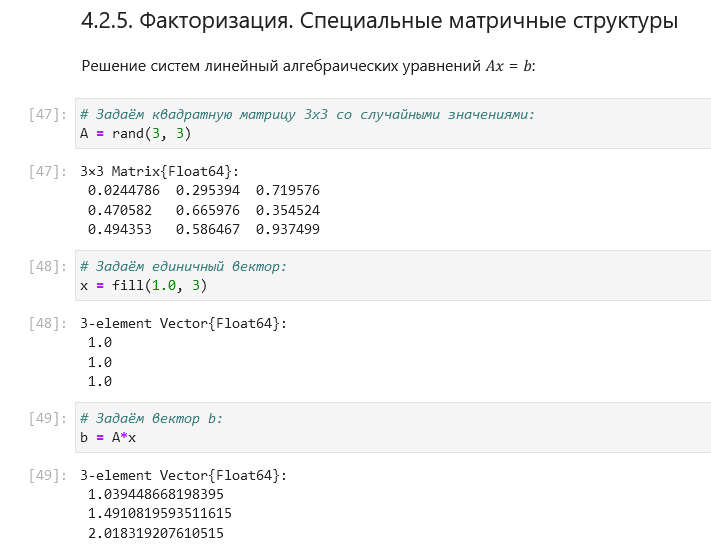 4.2.5. Факторизация. Специальные матричные структуры
Решение систем линейный алгебраических уравнений Ax = b:
[47]: # Задаём квадратную матрицу 3x3 со случайными значениями:
A = rand(3, 3)
[47]: 3×3 Matrix{Float64}:
0.0244786 0.295394 0.719576
0.470582 0.665976 0.354524
0.494353 0.586467 0.937499
[48]: # Задаём единичный вектор:
x = fill(1.0, 3)
[48]: 3-element Vector{Float64}:
1.0
1.0
1.0
[49]: # Задаём вектор b:
b = A*x
[49]: 3-element Vector{Float64}:
1.039448668198395
1.4910819593511615
2.018319207610515